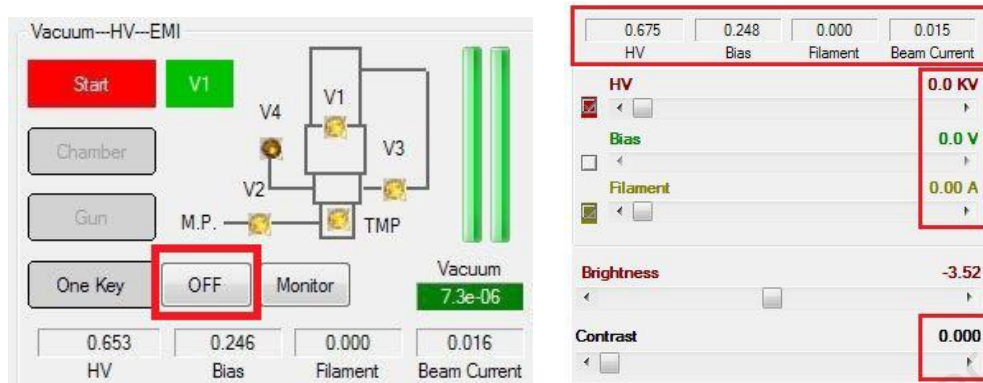 Vacuum---HV---EMI
Start
V1
V4
V1
Chamber
V3
V2
Gun
M.P.
TMP
One Key
OFF
Monitor
Vacuum
7.3e-06
0.653 0.246 0.000 0.016
HV Bias Filament Beam Current
0.675 0.248 0.000 0.015
HV Bias Filament Beam Current
HV 0.0 KV
Bias 0.0 V
Filament 0.00 A
Brightness -3.52
Contrast 0.000